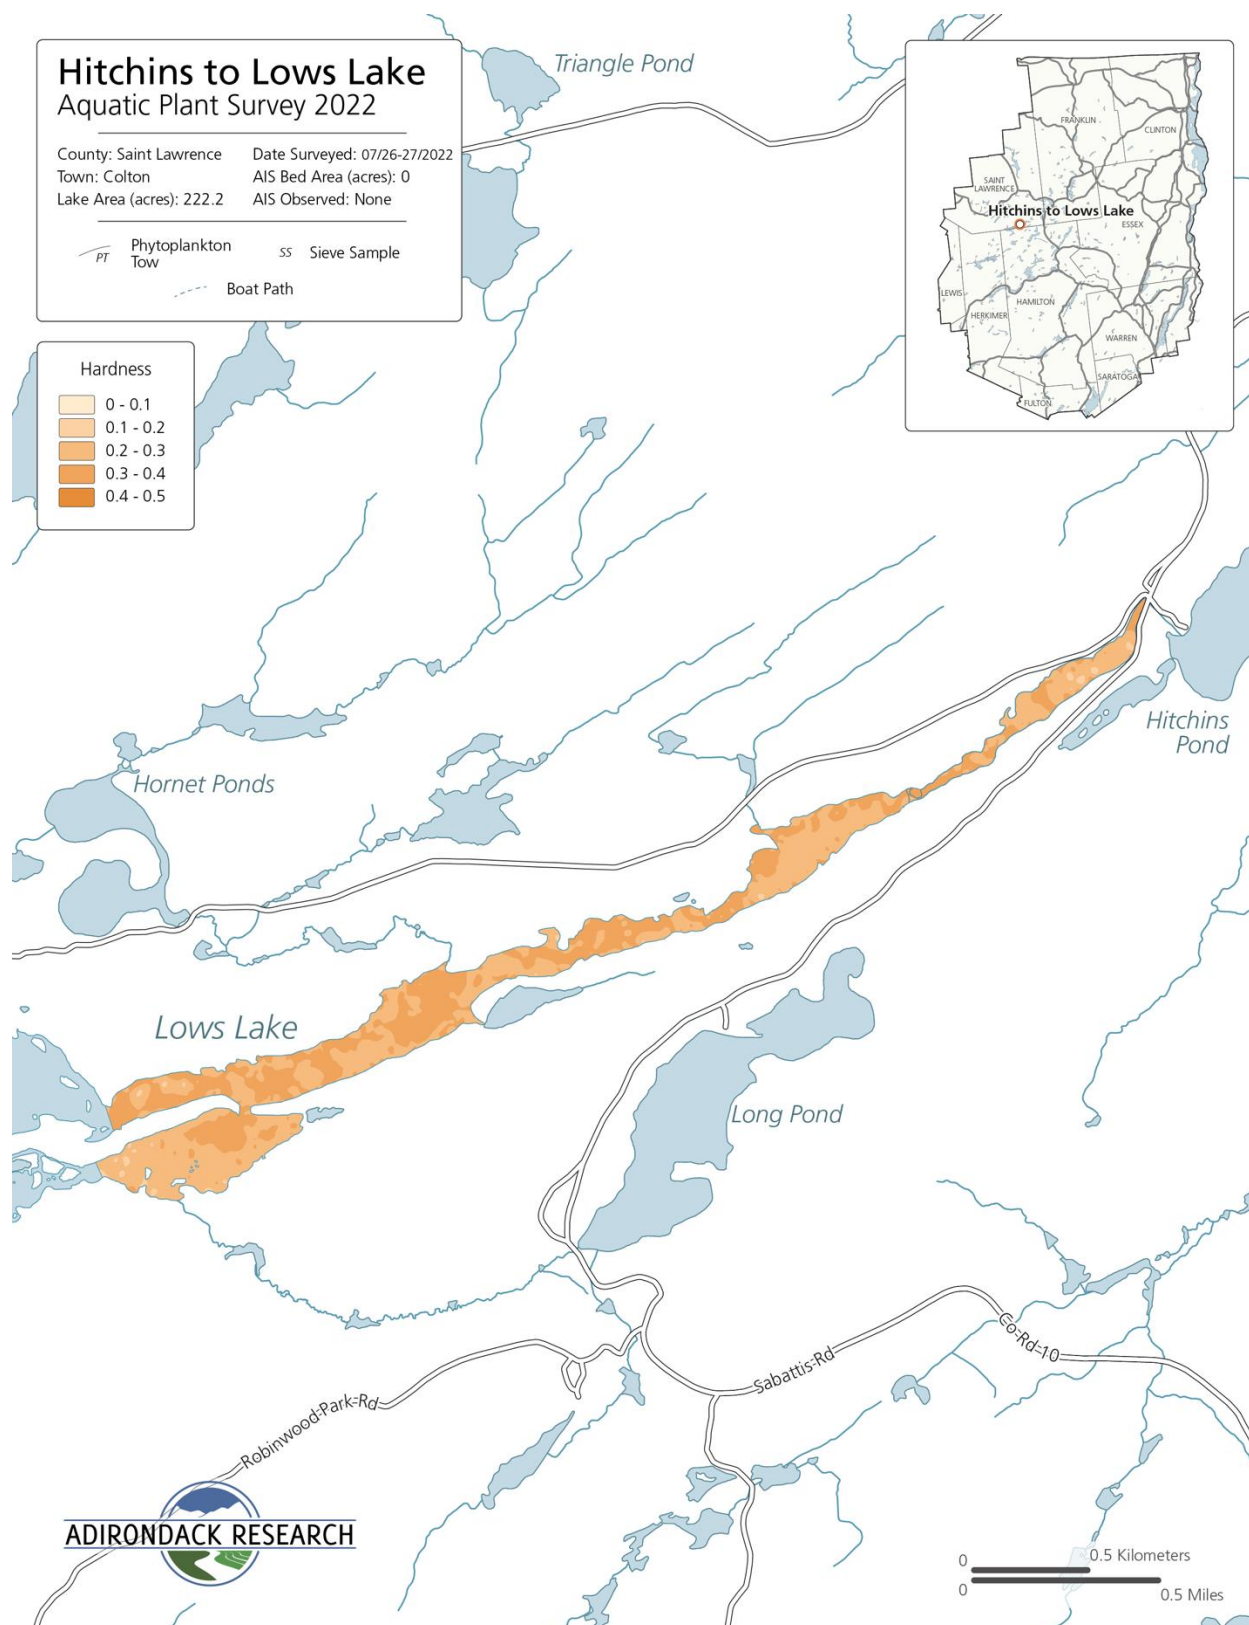 Hitchins to Lows Lake
Aquatic Plant Survey 2022
County: Saint Lawrence
Town: Colton
Lake Area (acres): 222.2
Date Surveyed: 07/26-27/2022
AIS Bed Area (acres): 0
AIS Observed: None
PT
Phytoplankton
Tow
SS
Sieve Sample
Boat Path
Hardness
0 - 0.1
0.1 - 0.2
0.2 - 0.3
0.3 - 0.4
0.4 - 0.5
Triangle Pond
FRANKLIN
CLINTON
SAINT
LAWRENCE
Hitchins to Lows Lake
ESSEX
LEWIS
HAMILTON
HERKIMER
WARREN
SARATOGA
FULTON
Hitchins
Pond
Hornet Ponds
Lows Lake
Long Pond
Co Rd 10
Sabattis Rd
Robinwood Park Rd
ADIRONDACK RESEARCH
0
0.5 Kilometers
0
0.5 Miles